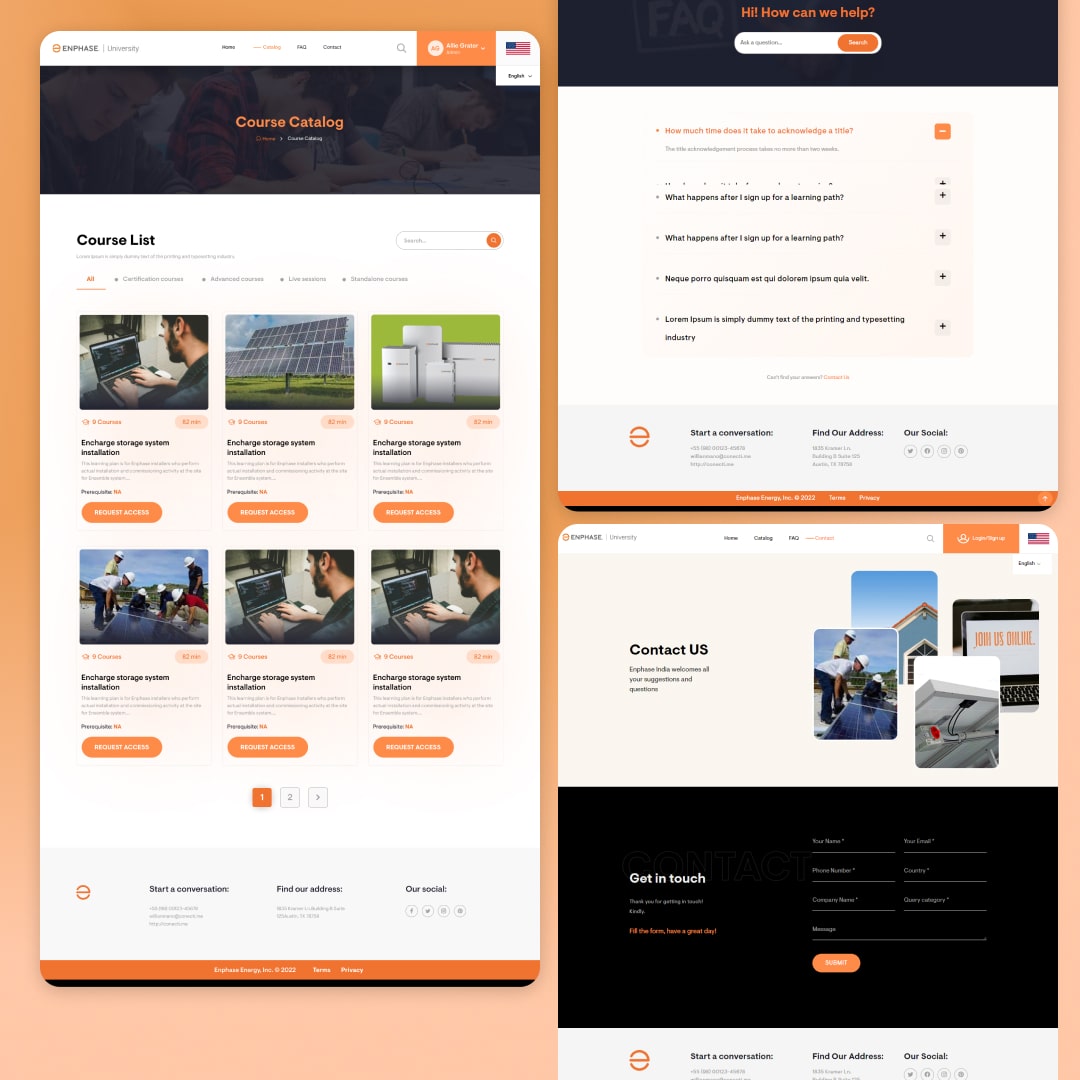 ENPHASE. | University
Home
Catalog
FAQ
Contact
AG
Allie Grater
English
Course Catalog
Home > Course Catalog
Course List
Lorem Ipsum is simply dummy text of the printing and typesetting industry.
Search...
All
Certification courses
Advanced courses
Live sessions
Standalone courses
9 Courses
82 min
9 Courses
82 min
9 Courses
82 min
Encharge storage system
installation
This learning plan is for Enphase installers who perform
actual installation and commissioning activity at the site
for Ensemble system...
Prerequisite: NA
REQUEST ACCESS
Encharge storage system
installation
This learning plan is for Enphase installers who perform
actual installation and commissioning activity at the site
for Ensemble system...
Prerequisite: NA
REQUEST ACCESS
Encharge storage system
installation
This learning plan is for Enphase installers who perform
actual installation and commissioning activity at the site
for Ensemble system...
Prerequisite: NA
REQUEST ACCESS
9 Courses
82 min
9 Courses
82 min
9 Courses
82 min
Encharge storage system
installation
This learning plan is for Enphase installers who perform
actual installation and commissioning activity at the site
for Ensemble system...
Prerequisite: NA
REQUEST ACCESS
Encharge storage system
installation
This learning plan is for Enphase installers who perform
actual installation and commissioning activity at the site
for Ensemble system...
Prerequisite: NA
REQUEST ACCESS
Encharge storage system
installation
This learning plan is for Enphase installers who perform
actual installation and commissioning activity at the site
for Ensemble system...
Prerequisite: NA
REQUEST ACCESS
1
2
Start a conversation:
+55 (98) 00123-45678
willianmano@conecti.me
http://conecti.me
Find our address:
1835 Kramer Ln.Building B Suite
125Austin, TX 78758
Our social:
Enphase Energy, Inc. © 2022
Terms
Privacy
FAQ
Hi! How can we help?
Ask a question...
Search
How much time does it take to acknowledge a title?
The title acknowledgement process takes no more than two weeks.
What happens after I sign up for a learning path?
What happens after I sign up for a learning path?
Neque porro quisquam est qui dolorem ipsum quia velit.
Lorem Ipsum is simply dummy text of the printing and typesetting
industry
Can't find your answers? Contact Us
Start a conversation:
+55 (98) 00123-45678
willianmano@conecti.me
http://conecti.me
Find Our Address:
1835 Kramer Ln.
Building B Suite 125
Austin, TX 78758
Our Social:
Enphase Energy, Inc. © 2022
Terms
Privacy
ENPHASE. | University
Home
Catalog
FAQ
Contact
Login/Sign up
English
Contact US
Enphase India welcomes all
your suggestions and
questions
JOIN US ONLINE.
CONTACT
Get in touch
Thank you for getting in touch!
Kindly.
Fill the form, have a great day!
Your Name *
Your Email *
Phone Number *
Country *
Company Name *
Query category *
Message
SUBMIT
Start a conversation:
+55 (98) 00123-45678
willianmano@conecti.me
Find Our Address:
1835 Kramer Ln.
Building B Suite 125
Our Social: